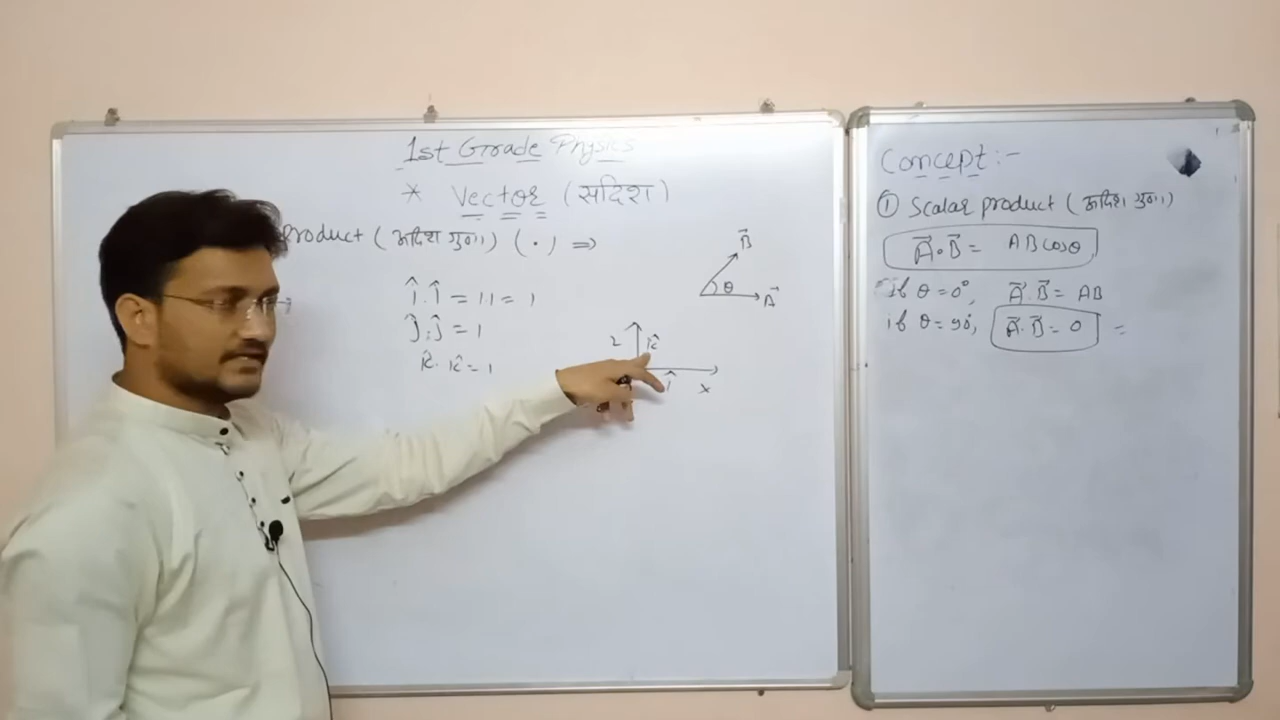 1st Grade Physics
* Vector (सदिश)
product (अदिश गुणा) (·) ⇒
î.î = 1.1 = 1
ĵ.ĵ = 1
k̂.k̂ = 1
B⃗
θ
A⃗
Z
k̂
î
x
Concept:-
① Scalar product (अदिश गुणा)
A⃗·B⃗ = AB cosθ
if θ = 0°, A⃗.B⃗ = AB
if θ = 90°, A⃗.B⃗ = 0 =